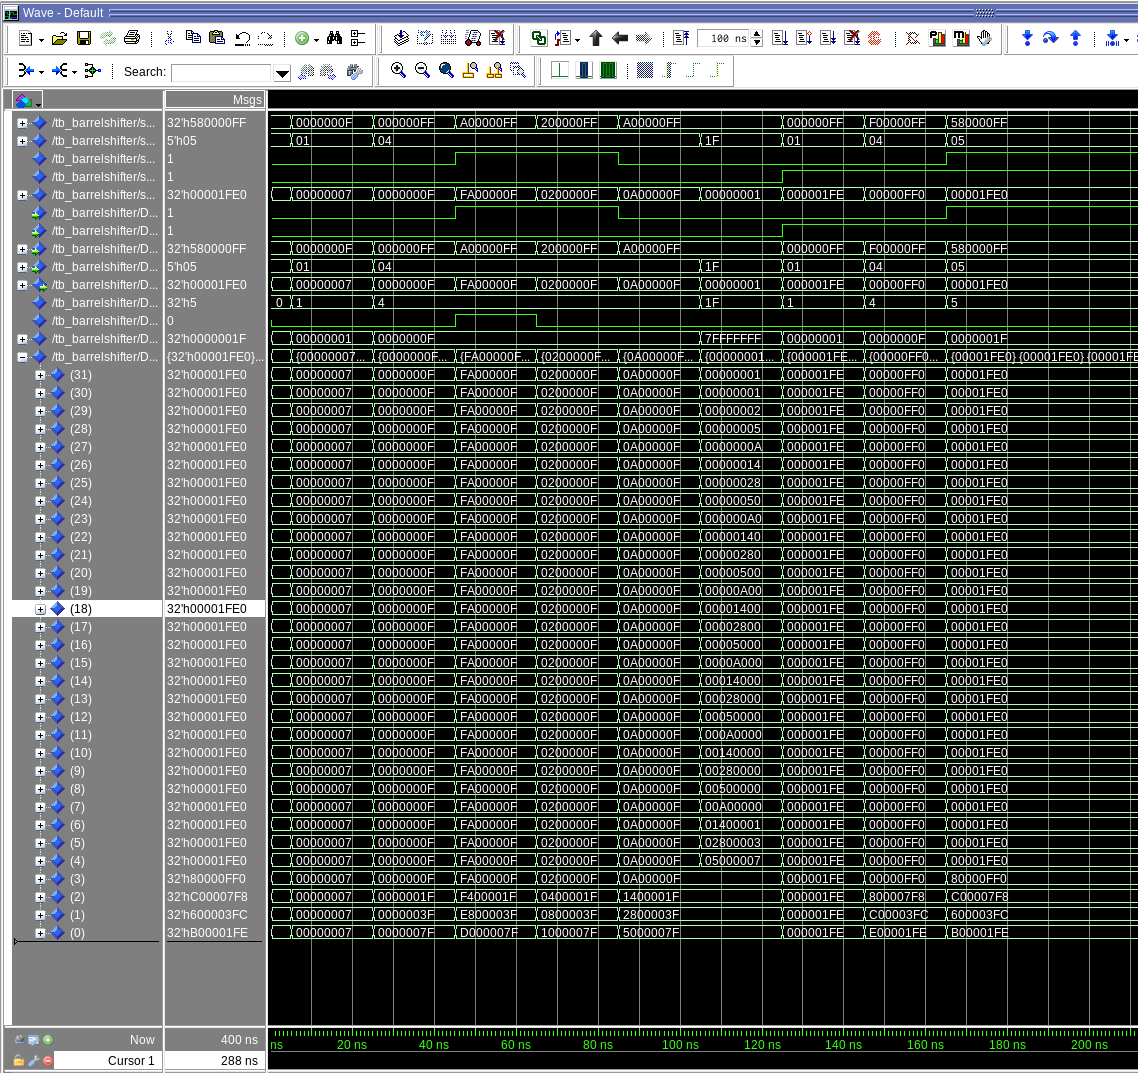 Wave - Default
100 ns
Search:
Msgs
/tb_barrelshifter/s... 32'h580000FF 0000000F 000000FF A00000FF 200000FF A00000FF 000000FF F00000FF 580000FF
/tb_barrelshifter/s... 5'h05 01 04 1F 01 04 05
/tb_barrelshifter/s... 1
/tb_barrelshifter/s... 1
/tb_barrelshifter/s... 32'h00001FE0 00000007 0000000F FA00000F 0200000F 0A00000F 00000001 000001FE 00000FF0 00001FE0
/tb_barrelshifter/D... 1
/tb_barrelshifter/D... 1
/tb_barrelshifter/D... 32'h580000FF 0000000F 000000FF A00000FF 200000FF A00000FF 000000FF F00000FF 580000FF
/tb_barrelshifter/D... 5'h05 01 04 1F 01 04 05
/tb_barrelshifter/D... 32'h00001FE0 00000007 0000000F FA00000F 0200000F 0A00000F 00000001 000001FE 00000FF0 00001FE0
/tb_barrelshifter/D... 32'h5 0 1 4 1F 1 4 5
/tb_barrelshifter/D... 0
/tb_barrelshifter/D... 32'h0000001F 00000001 0000000F 7FFFFFFF 00000001 0000000F 0000001F
/tb_barrelshifter/D... {32'h00001FE0}... {00000007... {0000000F... {FA00000F... {0200000F... {0A00000F... {00000001... {000001FE... {00000FF0... {00001FE0} {00001FE0} {00001FE
(31) 32'h00001FE0 00000007 0000000F FA00000F 0200000F 0A00000F 00000001 000001FE 00000FF0 00001FE0
(30) 32'h00001FE0 00000007 0000000F FA00000F 0200000F 0A00000F 00000001 000001FE 00000FF0 00001FE0
(29) 32'h00001FE0 00000007 0000000F FA00000F 0200000F 0A00000F 00000002 000001FE 00000FF0 00001FE0
(28) 32'h00001FE0 00000007 0000000F FA00000F 0200000F 0A00000F 00000005 000001FE 00000FF0 00001FE0
(27) 32'h00001FE0 00000007 0000000F FA00000F 0200000F 0A00000F 0000000A 000001FE 00000FF0 00001FE0
(26) 32'h00001FE0 00000007 0000000F FA00000F 0200000F 0A00000F 00000014 000001FE 00000FF0 00001FE0
(25) 32'h00001FE0 00000007 0000000F FA00000F 0200000F 0A00000F 00000028 000001FE 00000FF0 00001FE0
(24) 32'h00001FE0 00000007 0000000F FA00000F 0200000F 0A00000F 00000050 000001FE 00000FF0 00001FE0
(23) 32'h00001FE0 00000007 0000000F FA00000F 0200000F 0A00000F 000000A0 000001FE 00000FF0 00001FE0
(22) 32'h00001FE0 00000007 0000000F FA00000F 0200000F 0A00000F 00000140 000001FE 00000FF0 00001FE0
(21) 32'h00001FE0 00000007 0000000F FA00000F 0200000F 0A00000F 00000280 000001FE 00000FF0 00001FE0
(20) 32'h00001FE0 00000007 0000000F FA00000F 0200000F 0A00000F 00000500 000001FE 00000FF0 00001FE0
(19) 32'h00001FE0 00000007 0000000F FA00000F 0200000F 0A00000F 00000A00 000001FE 00000FF0 00001FE0
(18) 32'h00001FE0 00000007 0000000F FA00000F 0200000F 0A00000F 00001400 000001FE 00000FF0 00001FE0
(17) 32'h00001FE0 00000007 0000000F FA00000F 0200000F 0A00000F 00002800 000001FE 00000FF0 00001FE0
(16) 32'h00001FE0 00000007 0000000F FA00000F 0200000F 0A00000F 00005000 000001FE 00000FF0 00001FE0
(15) 32'h00001FE0 00000007 0000000F FA00000F 0200000F 0A00000F 0000A000 000001FE 00000FF0 00001FE0
(14) 32'h00001FE0 00000007 0000000F FA00000F 0200000F 0A00000F 00014000 000001FE 00000FF0 00001FE0
(13) 32'h00001FE0 00000007 0000000F FA00000F 0200000F 0A00000F 00028000 000001FE 00000FF0 00001FE0
(12) 32'h00001FE0 00000007 0000000F FA00000F 0200000F 0A00000F 00050000 000001FE 00000FF0 00001FE0
(11) 32'h00001FE0 00000007 0000000F FA00000F 0200000F 0A00000F 000A0000 000001FE 00000FF0 00001FE0
(10) 32'h00001FE0 00000007 0000000F FA00000F 0200000F 0A00000F 00140000 000001FE 00000FF0 00001FE0
(9) 32'h00001FE0 00000007 0000000F FA00000F 0200000F 0A00000F 00280000 000001FE 00000FF0 00001FE0
(8) 32'h00001FE0 00000007 0000000F FA00000F 0200000F 0A00000F 00500000 000001FE 00000FF0 00001FE0
(7) 32'h00001FE0 00000007 0000000F FA00000F 0200000F 0A00000F 00A00000 000001FE 00000FF0 00001FE0
(6) 32'h00001FE0 00000007 0000000F FA00000F 0200000F 0A00000F 01400001 000001FE 00000FF0 00001FE0
(5) 32'h00001FE0 00000007 0000000F FA00000F 0200000F 0A00000F 02800003 000001FE 00000FF0 00001FE0
(4) 32'h00001FE0 00000007 0000000F FA00000F 0200000F 0A00000F 05000007 000001FE 00000FF0 00001FE0
(3) 32'h80000FF0 00000007 0000000F FA00000F 0200000F 0A00000F 000001FE 00000FF0 80000FF0
(2) 32'hC00007F8 00000007 0000001F F400001F 0400001F 1400001F 000001FE 800007F8 C00007F8
(1) 32'h600003FC 00000007 0000003F E800003F 0800003F 2800003F 000001FE C00003FC 600003FC
(0) 32'hB00001FE 00000007 0000007F D000007F 1000007F 5000007F 000001FE E00001FE B00001FE
Now 400 ns
ns 20 ns 40 ns 60 ns 80 ns 100 ns 120 ns 140 ns 160 ns 180 ns 200 ns
Cursor 1 288 ns